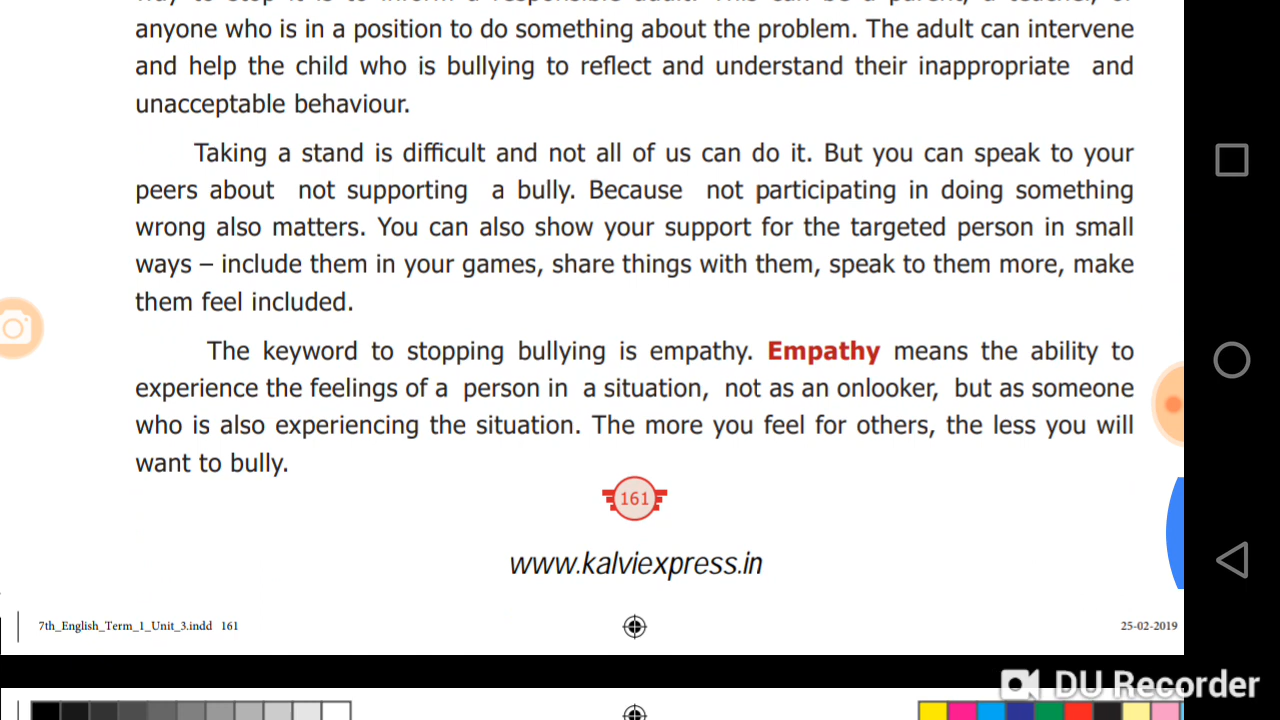 anyone who is in a position to do something about the problem. The adult can intervene
and help the child who is bullying to reflect and understand their inappropriate and
unacceptable behaviour.
Taking a stand is difficult and not all of us can do it. But you can speak to your
peers about not supporting a bully. Because not participating in doing something
wrong also matters. You can also show your support for the targeted person in small
ways – include them in your games, share things with them, speak to them more, make
them feel included.
The keyword to stopping bullying is empathy. Empathy means the ability to
experience the feelings of a person in a situation, not as an onlooker, but as someone
who is also experiencing the situation. The more you feel for others, the less you will
want to bully.
161
www.kalviexpress.in
7th_English_Term_1_Unit_3.indd 161
25-02-2019
DU Recorder